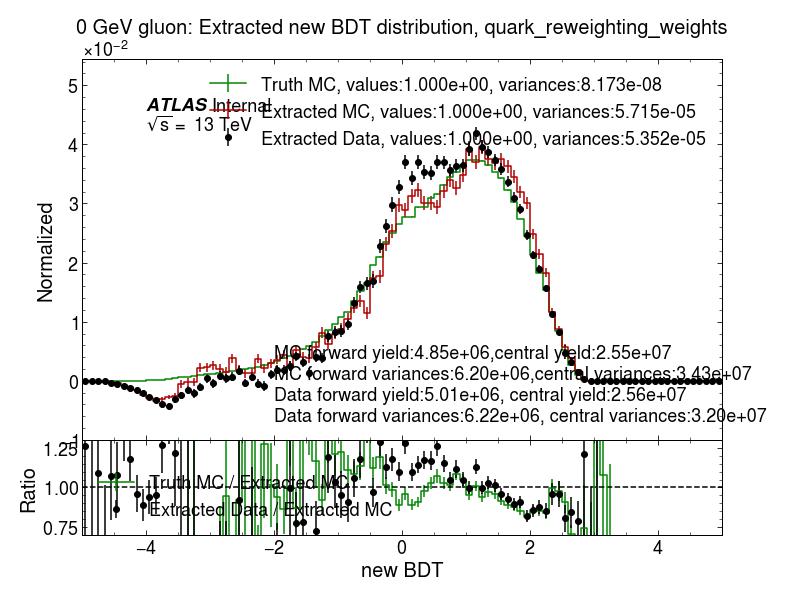 0 GeV gluon: Extracted new BDT distribution, quark_reweighting_weights
×10⁻²
Truth MC, values:1.000e+00, variances:8.173e-08
ATLAS Internal
Extracted MC, values:1.000e+00, variances:5.715e-05
√s = 13 TeV
Extracted Data, values:1.000e+00, variances:5.352e-05
5
4
3
2
1
0
Normalized
MC forward yield:4.85e+06,central yield:2.55e+07
MC forward variances:6.20e+06,central variances:3.43e+07
Data forward yield:5.01e+06, central yield:2.56e+07
Data forward variances:6.22e+06, central variances:3.20e+07
−1
1.25
1.00
0.75
Ratio
Truth MC / Extracted MC
Extracted Data / Extracted MC
−4 −2 0 2 4
new BDT